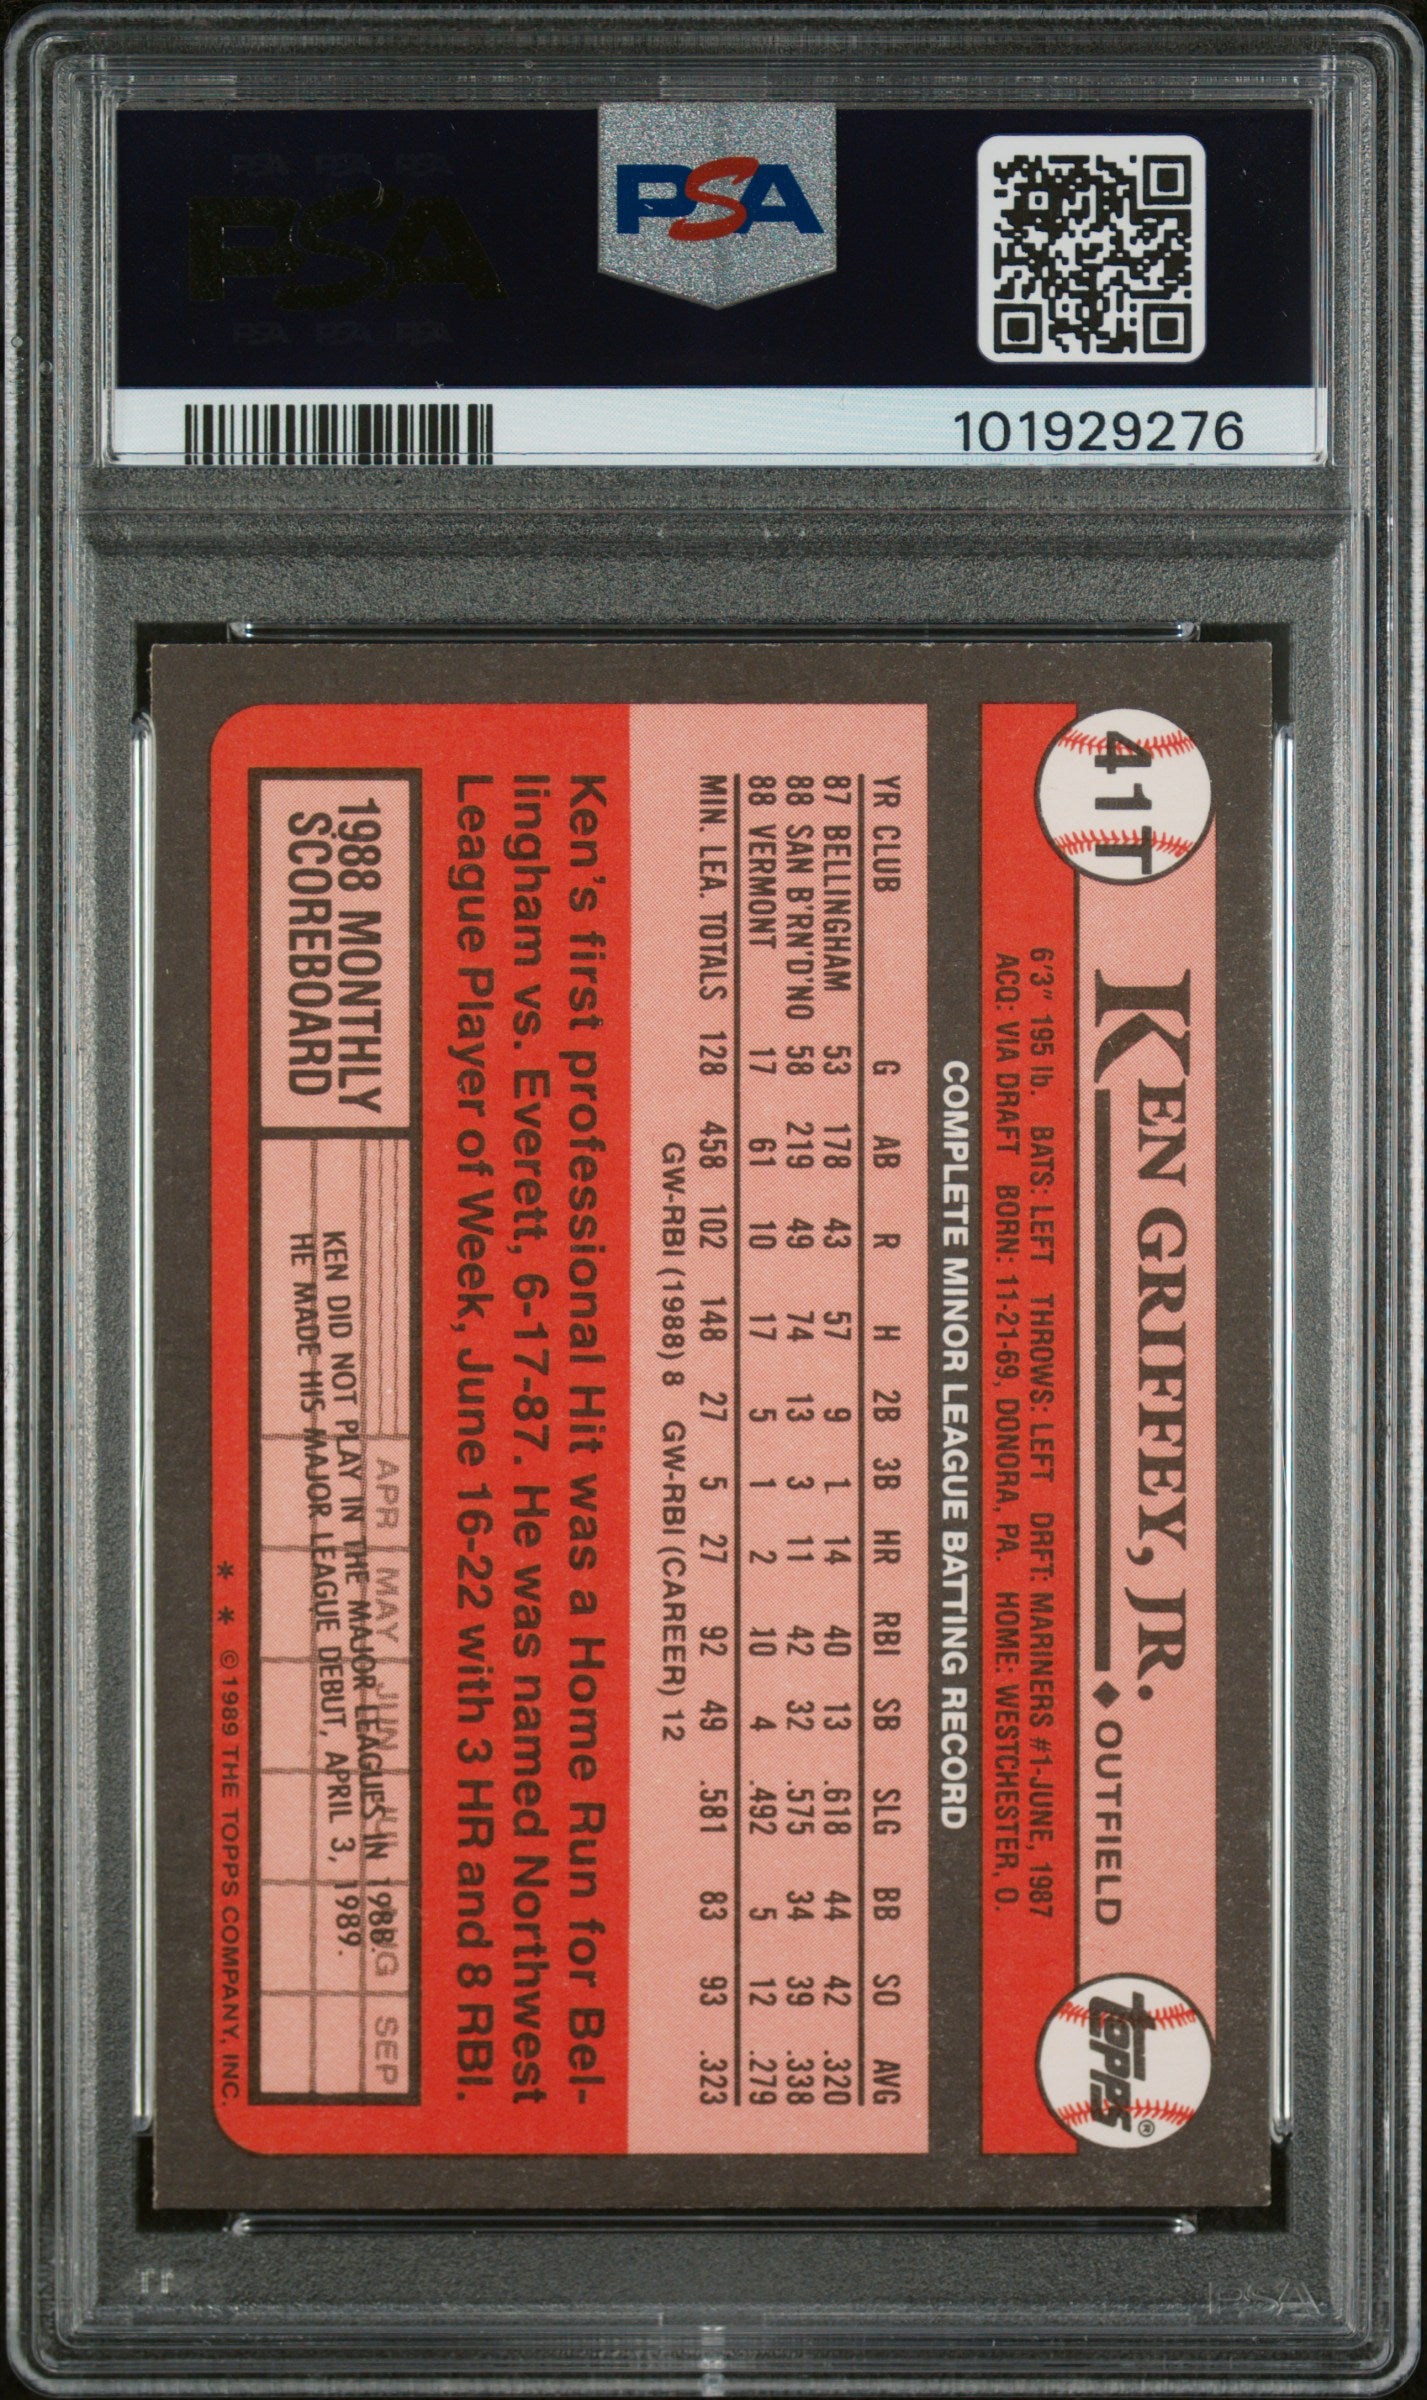 PSA PSA PSA
PSA
PSA PSA PSA
PSA
101929276
41T
KEN GRIFFEY, JR. ◆ OUTFIELD
Topps®
6'3" 195 lb. BATS: LEFT THROWS: LEFT DRFT: MARINERS #1-JUNE, 1987
ACQ: VIA DRAFT BORN: 11-21-69, DONORA, PA. HOME: WESTCHESTER, O.
COMPLETE MINOR LEAGUE BATTING RECORD
YR CLUB G AB R H 2B 3B HR RBI SB SLG BB SO AVG
87 BELLINGHAM 53 178 43 57 9 1 14 40 13 .618 44 42 .320
88 SAN B'RN'D'NO 58 219 49 74 13 3 11 42 32 .575 34 39 .338
88 VERMONT 17 61 10 17 5 1 2 10 4 .492 5 12 .279
MIN. LEA. TOTALS 128 458 102 148 27 5 27 92 49 .581 83 93 .323
GW-RBI (1988) 8 GW-RBI (CAREER) 12
Ken's first professional Hit was a Home Run for Bel-
lingham vs. Everett, 6-17-87. He was named Northwest
League Player of Week, June 16-22 with 3 HR and 8 RBI.
1988 MONTHLY
SCOREBOARD
APR MAY JUN JUL AUG SEP
KEN DID NOT PLAY IN THE MAJOR LEAGUES IN 1988.
HE MADE HIS MAJOR LEAGUE DEBUT, APRIL 3, 1989.
* * © 1989 THE TOPPS COMPANY, INC.
PSA